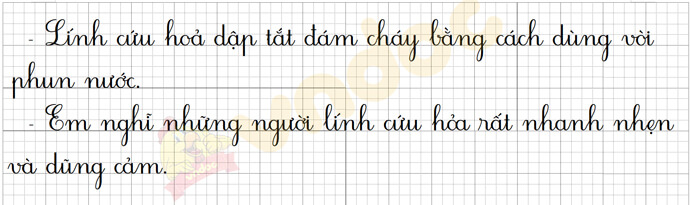 - Lính cứu hoả dập tắt đám cháy bằng cách dùng vòi
phun nước.
- Em nghĩ những người lính cứu hỏa rất nhanh nhẹn
và dũng cảm.
vndoc